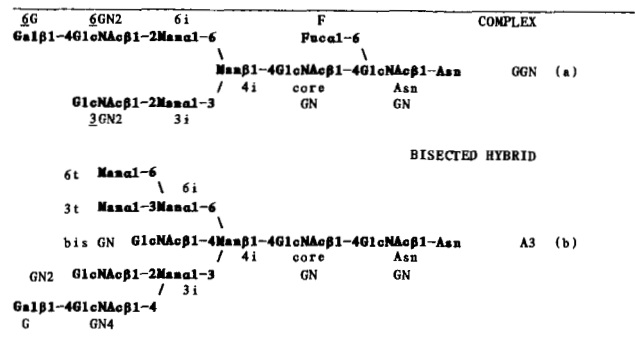 6G 6GN2 6i F COMPLEX
Galβ1-4GlcNAcβ1-2Manα1-6 Fucα1-6
\ \
Manβ1-4GlcNAcβ1-4GlcNAcβ1-Asn GGN (a)
/ 4i core Asn
GlcNAcβ1-2Manα1-3 GN GN
3GN2 3i
BISECTED HYBRID
6t Manα1-6
\ 6i
3t Manα1-3Manα1-6
\
bis GN GlcNAcβ1-4Manβ1-4GlcNAcβ1-4GlcNAcβ1-Asn A3 (b)
/ 4i core Asn
GN2 GlcNAcβ1-2Manα1-3 GN GN
/ 3i
Galβ1-4GlcNAcβ1-4
G GN4